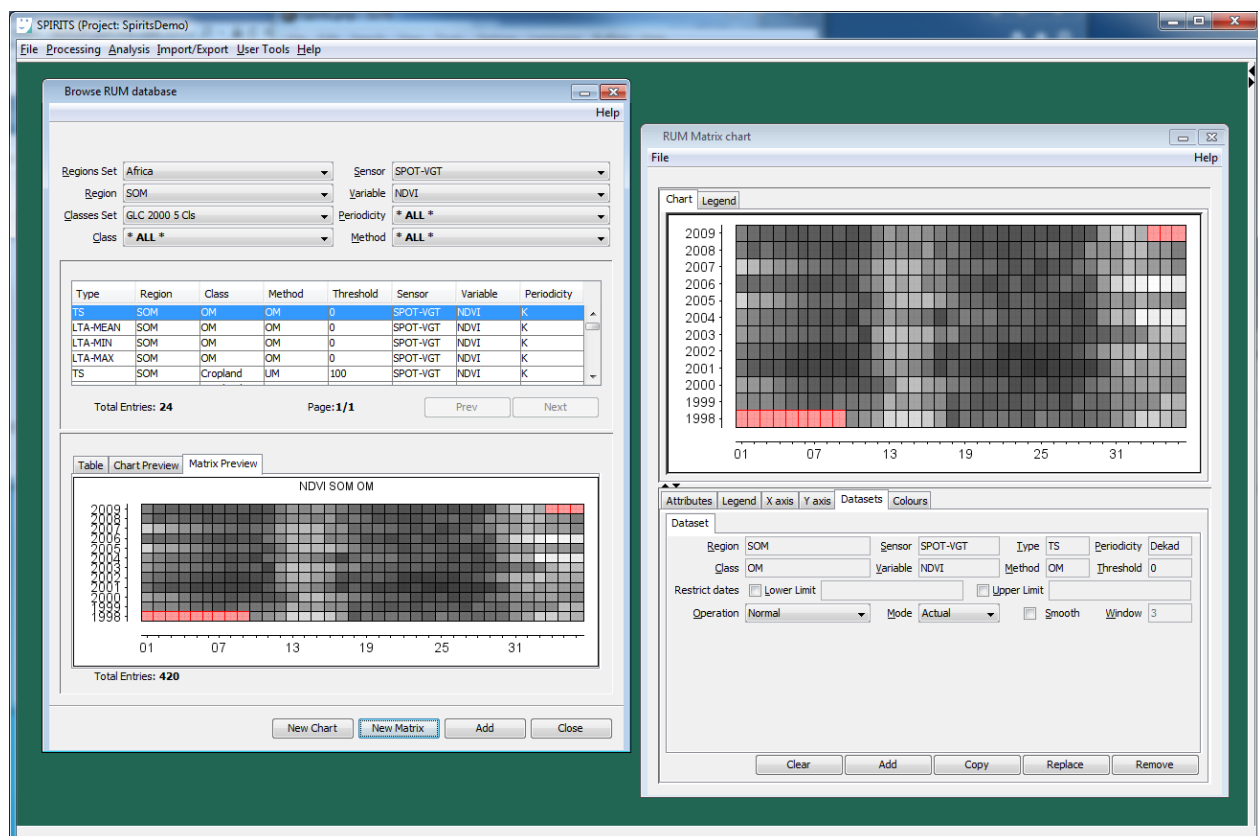 SPIRITS (Project: SpiritsDemo)
File Processing Analysis Import/Export User Tools Help
Browse RUM database
Help
Regions Set Africa Sensor SPOT-VGT
Region SOM Variable NDVI
Classes Set GLC 2000 5 Cls Periodicity * ALL *
Class * ALL * Method * ALL *
Type Region Class Method Threshold Sensor Variable Periodicity
TS SOM OM OM 0 SPOT-VGT NDVI K
LTA-MEAN SOM OM OM 0 SPOT-VGT NDVI K
LTA-MIN SOM OM OM 0 SPOT-VGT NDVI K
LTA-MAX SOM OM OM 0 SPOT-VGT NDVI K
TS SOM Cropland UM 100 SPOT-VGT NDVI K
Total Entries: 24 Page:1/1 Prev Next
Table Chart Preview Matrix Preview
NDVI SOM OM
2009
2008
2007
2006
2005
2004
2003
2002
2001
2000
1999
1998
01 07 13 19 25 31
Total Entries: 420
New Chart New Matrix Add Close
RUM Matrix chart
File Help
Chart Legend
2009
2008
2007
2006
2005
2004
2003
2002
2001
2000
1999
1998
01 07 13 19 25 31
Attributes Legend X axis Y axis Datasets Colours
Dataset
Region SOM Sensor SPOT-VGT Type TS Periodicity Dekad
Class OM Variable NDVI Method OM Threshold 0
Restrict dates Lower Limit Upper Limit
Operation Normal Mode Actual Smooth Window 3
Clear Add Copy Replace Remove